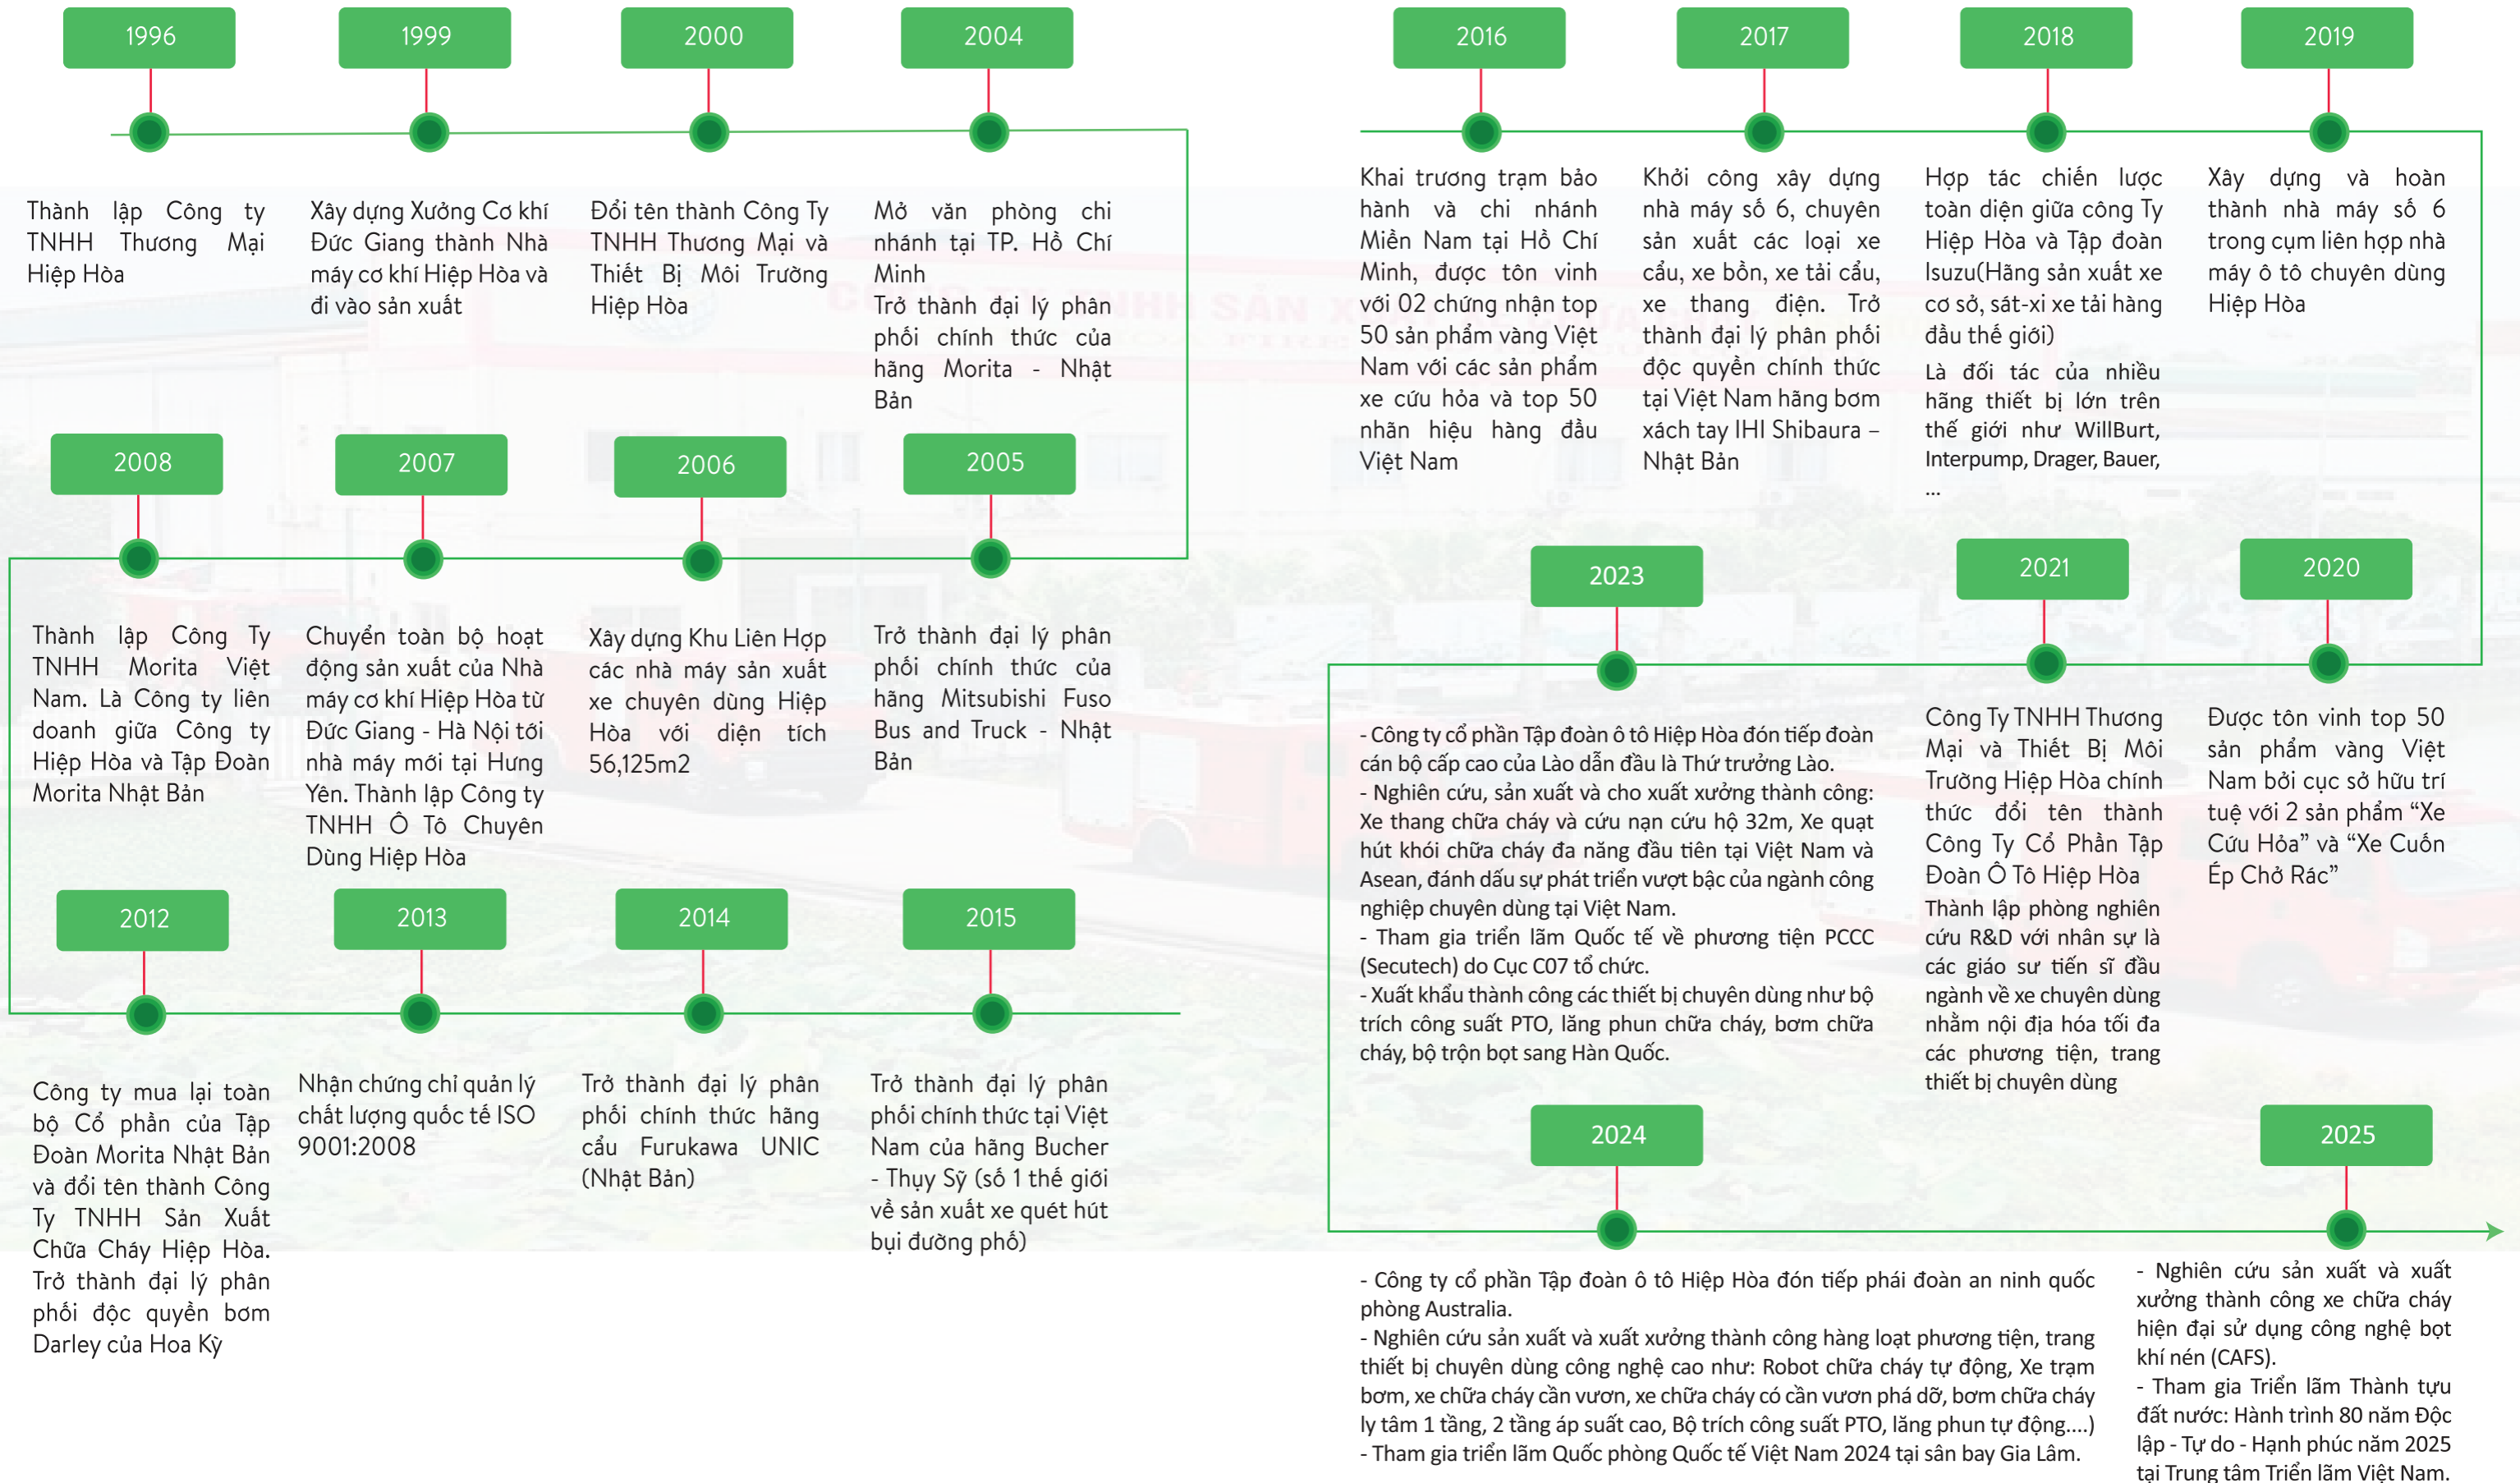 1996
Thành lập Công ty
TNHH Thương Mại
Hiệp Hòa
1999
Xây dựng Xưởng Cơ khí
Đức Giang thành Nhà
máy cơ khí Hiệp Hòa và
đi vào sản xuất
2000
Đổi tên thành Công Ty
TNHH Thương Mại và
Thiết Bị Môi Trường
Hiệp Hòa
2004
Mở văn phòng chi
nhánh tại TP. Hồ Chí
Minh
Trở thành đại lý phân
phối chính thức của
hãng Morita - Nhật
Bản
2005
Trở thành đại lý phân
phối chính thức của
hãng Mitsubishi Fuso
Bus and Truck - Nhật
Bản
2006
Xây dựng Khu Liên Hợp
các nhà máy sản xuất
xe chuyên dùng Hiệp
Hòa với diện tích
56,125m2
2007
Chuyển toàn bộ hoạt
động sản xuất của Nhà
máy cơ khí Hiệp Hòa từ
Đức Giang - Hà Nội tới
nhà máy mới tại Hưng
Yên. Thành lập Công ty
TNHH Ô Tô Chuyên
Dùng Hiệp Hòa
2008
Thành lập Công Ty
TNHH Morita Việt
Nam. Là Công ty liên
doanh giữa Công ty
Hiệp Hòa và Tập Đoàn
Morita Nhật Bản
2012
Công ty mua lại toàn
bộ Cổ phần của Tập
Đoàn Morita Nhật Bản
và đổi tên thành Công
Ty TNHH Sản Xuất
Chữa Cháy Hiệp Hòa.
Trở thành đại lý phân
phối độc quyền bơm
Darley của Hoa Kỳ
2013
Nhận chứng chỉ quản lý
chất lượng quốc tế ISO
9001:2008
2014
Trở thành đại lý phân
phối chính thức hãng
cẩu Furukawa UNIC
(Nhật Bản)
2015
Trở thành đại lý phân
phối chính thức tại Việt
Nam của hãng Bucher
- Thụy Sỹ (số 1 thế giới
về sản xuất xe quét hút
bụi đường phố)
2016
Khai trương trạm bảo
hành và chi nhánh
Miền Nam tại Hồ Chí
Minh, được tôn vinh
với 02 chứng nhận top
50 sản phẩm vàng Việt
Nam với các sản phẩm
xe cứu hỏa và top 50
nhãn hiệu hàng đầu
Việt Nam
2017
Khởi công xây dựng
nhà máy số 6, chuyên
sản xuất các loại xe
cẩu, xe bồn, xe tải cẩu,
xe thang điện. Trở
thành đại lý phân phối
độc quyền chính thức
tại Việt Nam hãng bơm
xách tay IHI Shibaura –
Nhật Bản
2018
Hợp tác chiến lược
toàn diện giữa công Ty
Hiệp Hòa và Tập đoàn
Isuzu(Hãng sản xuất xe
cơ sở, sát-xi xe tải hàng
đầu thế giới)
Là đối tác của nhiều
hãng thiết bị lớn trên
thế giới như WillBurt,
Interpump, Drager, Bauer,
...
2019
Xây dựng và hoàn
thành nhà máy số 6
trong cụm liên hợp nhà
máy ô tô chuyên dùng
Hiệp Hòa
2020
Được tôn vinh top 50
sản phẩm vàng Việt
Nam bởi cục sở hữu trí
tuệ với 2 sản phẩm “Xe
Cứu Hỏa” và “Xe Cuốn
Ép Chở Rác”
2021
Công Ty TNHH Thương
Mại và Thiết Bị Môi
Trường Hiệp Hòa chính
thức đổi tên thành
Công Ty Cổ Phần Tập
Đoàn Ô Tô Hiệp Hòa
Thành lập phòng nghiên
cứu R&D với nhân sự là
các giáo sư tiến sĩ đầu
ngành về xe chuyên dùng
nhằm nội địa hóa tối đa
các phương tiện, trang
thiết bị chuyên dùng
2023
- Công ty cổ phần Tập đoàn ô tô Hiệp Hòa đón tiếp đoàn
cán bộ cấp cao của Lào dẫn đầu là Thứ trưởng Lào.
- Nghiên cứu, sản xuất và cho xuất xưởng thành công:
Xe thang chữa cháy và cứu nạn cứu hộ 32m, Xe quạt
hút khói chữa cháy đa năng đầu tiên tại Việt Nam và
Asean, đánh dấu sự phát triển vượt bậc của ngành công
nghiệp chuyên dùng tại Việt Nam.
- Tham gia triển lãm Quốc tế về phương tiện PCCC
(Secutech) do Cục C07 tổ chức.
- Xuất khẩu thành công các thiết bị chuyên dùng như bộ
trích công suất PTO, lăng phun chữa cháy, bơm chữa
cháy, bộ trộn bọt sang Hàn Quốc.
2024
- Công ty cổ phần Tập đoàn ô tô Hiệp Hòa đón tiếp phái đoàn an ninh quốc
phòng Australia.
- Nghiên cứu sản xuất và xuất xưởng thành công hàng loạt phương tiện, trang
thiết bị chuyên dùng công nghệ cao như: Robot chữa cháy tự động, Xe trạm
bơm, xe chữa cháy cần vươn, xe chữa cháy có cần vươn phá dỡ, bơm chữa cháy
ly tâm 1 tầng, 2 tầng áp suất cao, Bộ trích công suất PTO, lăng phun tự động....)
- Tham gia triển lãm Quốc phòng Quốc tế Việt Nam 2024 tại sân bay Gia Lâm.
2025
- Nghiên cứu sản xuất và xuất
xưởng thành công xe chữa cháy
hiện đại sử dụng công nghệ bọt
khí nén (CAFS).
- Tham gia Triển lãm Thành tựu
đất nước: Hành trình 80 năm Độc
lập - Tự do - Hạnh phúc năm 2025
tại Trung tâm Triển lãm Việt Nam.